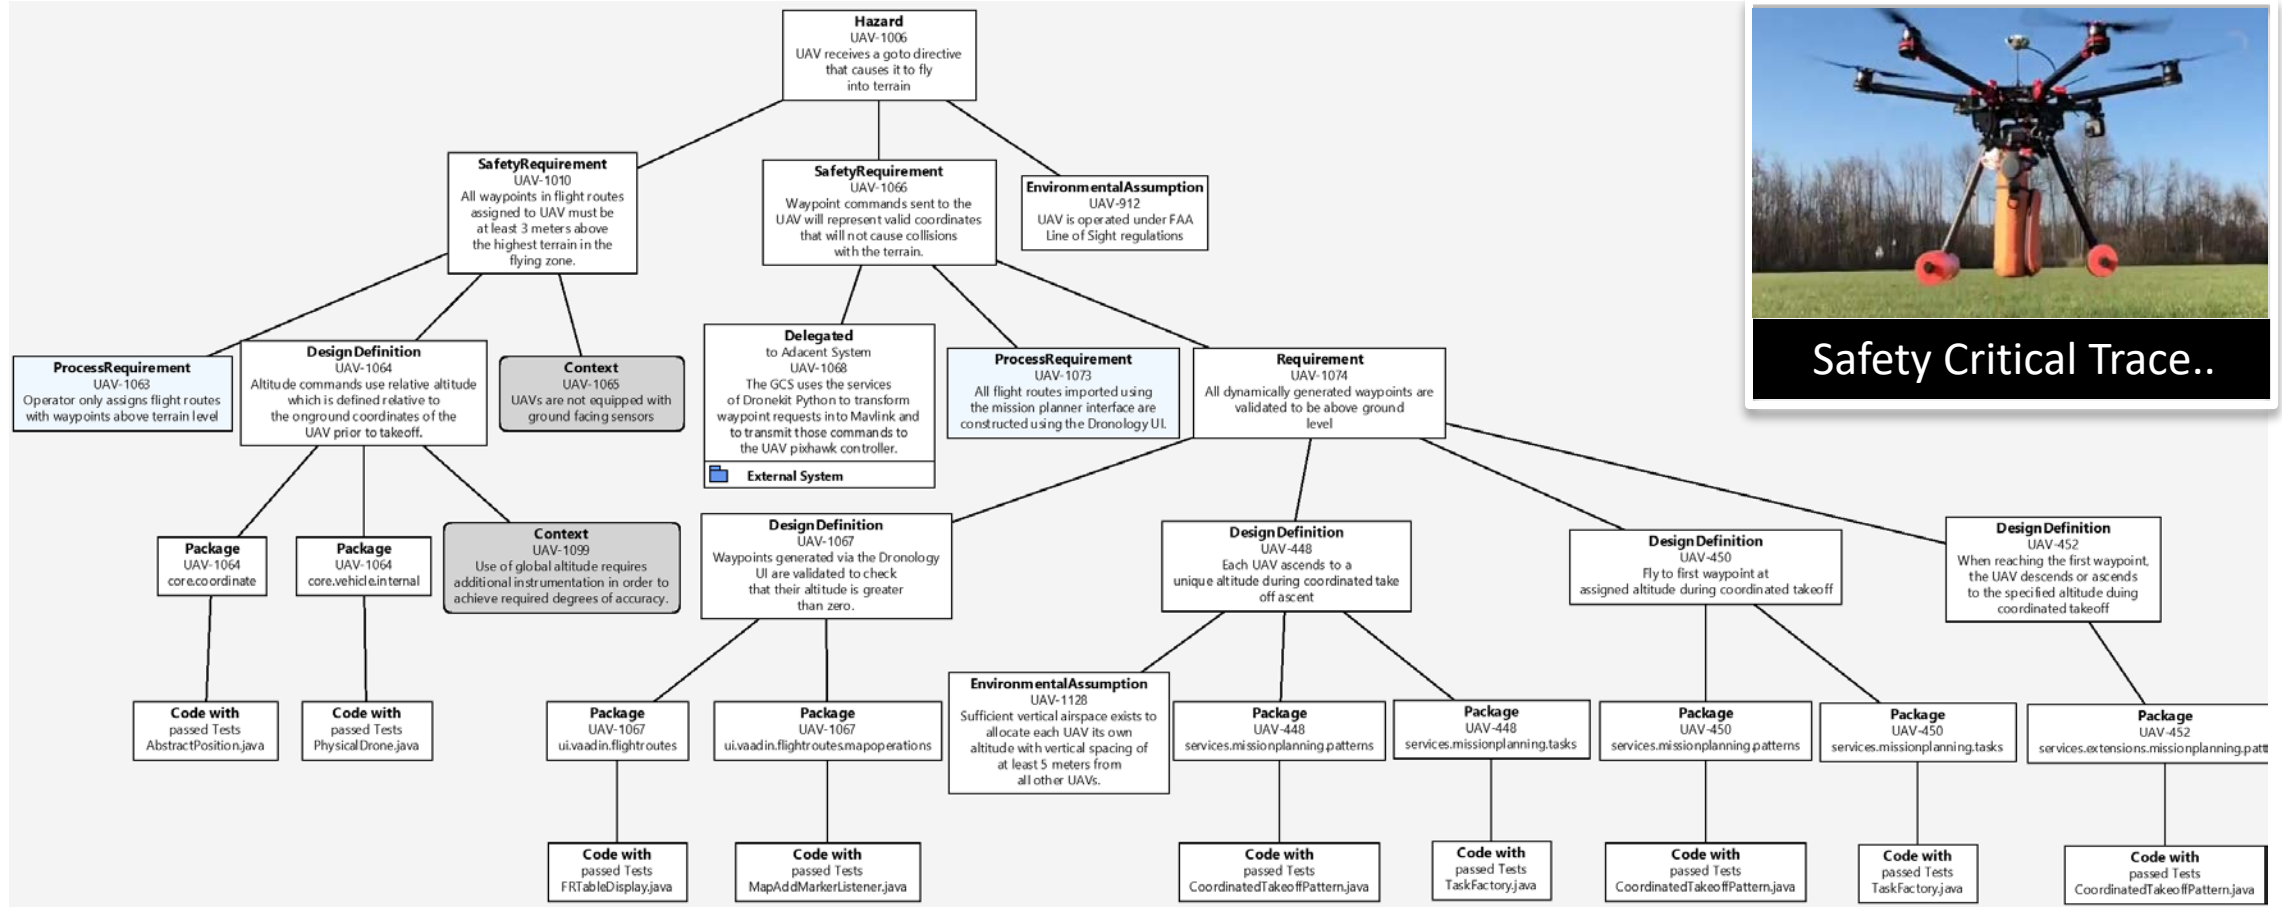 Hazard
UAV-1006
UAV receives a goto directive
that causes it to fly
into terrain
Safety Critical Trace..
SafetyRequirement
UAV-1010
All waypoints in flight routes
assigned to UAV must be
at least 3 meters above
the highest terrain in the
flying zone.
SafetyRequirement
UAV-1066
Waypoint commands sent to the
UAV will represent valid coordinates
that will not cause collisions
with the terrain.
EnvironmentalAssumption
UAV-912
UAV is operated under FAA
Line of Sight regulations
ProcessRequirement
UAV-1063
Operator only assigns flight routes
with waypoints above terrain level
DesignDefinition
UAV-1064
Altitude commands use relative altitude
which is defined relative to
the onground coordinates of the
UAV prior to takeoff.
Context
UAV-1065
UAVs are not equipped with
ground facing sensors
Delegated
to Adacent System
UAV-1068
The GCS uses the services
of Dronekit Python to transform
waypoint requests into Mavlink and
to transmit those commands to
the UAV pixhawk controller.
External System
ProcessRequirement
UAV-1073
All flight routes imported using
the mission planner interface are
constructed using the Dronology UI.
Requirement
UAV-1074
All dynamically generated waypoints are
validated to be above ground
level
Package
UAV-1064
core.coordinate
Package
UAV-1064
core.vehicle.internal
Context
UAV-1099
Use of global altitude requires
additional instrumentation in order to
achieve required degrees of accuracy.
DesignDefinition
UAV-1067
Waypoints generated via the Dronology
UI are validated to check
that their altitude is greater
than zero.
DesignDefinition
UAV-448
Each UAV ascends to a
unique altitude during coordinated take
off ascent
DesignDefinition
UAV-450
Fly to first waypoint at
assigned altitude during coordinated takeoff
DesignDefinition
UAV-452
When reaching the first waypoint,
the UAV descends or ascends
to the specified altitude duing
coordinated takeoff
Code with
passed Tests
AbstractPosition.java
Code with
passed Tests
PhysicalDrone.java
Package
UAV-1067
ui.vaadin.flightroutes
Package
UAV-1067
ui.vaadin.flightroutes.mapoperations
EnvironmentalAssumption
UAV-1128
Sufficient vertical airspace exists to
allocate each UAV its own
altitude with vertical spacing of
at least 5 meters from
all other UAVs.
Package
UAV-448
services.missionplanning.patterns
Package
UAV-448
services.missionplanning.tasks
Package
UAV-450
services.missionplanning.patterns
Package
UAV-450
services.missionplanning.tasks
Package
UAV-452
services.extensions.missionplanning.patt
Code with
passed Tests
FRTableDisplay.java
Code with
passed Tests
MapAddMarkerListener.java
Code with
passed Tests
CoordinatedTakeoffPattern.java
Code with
passed Tests
TaskFactory.java
Code with
passed Tests
CoordinatedTakeoffPattern.java
Code with
passed Tests
TaskFactory.java
Code with
passed Tests
CoordinatedTakeoffPattern.java